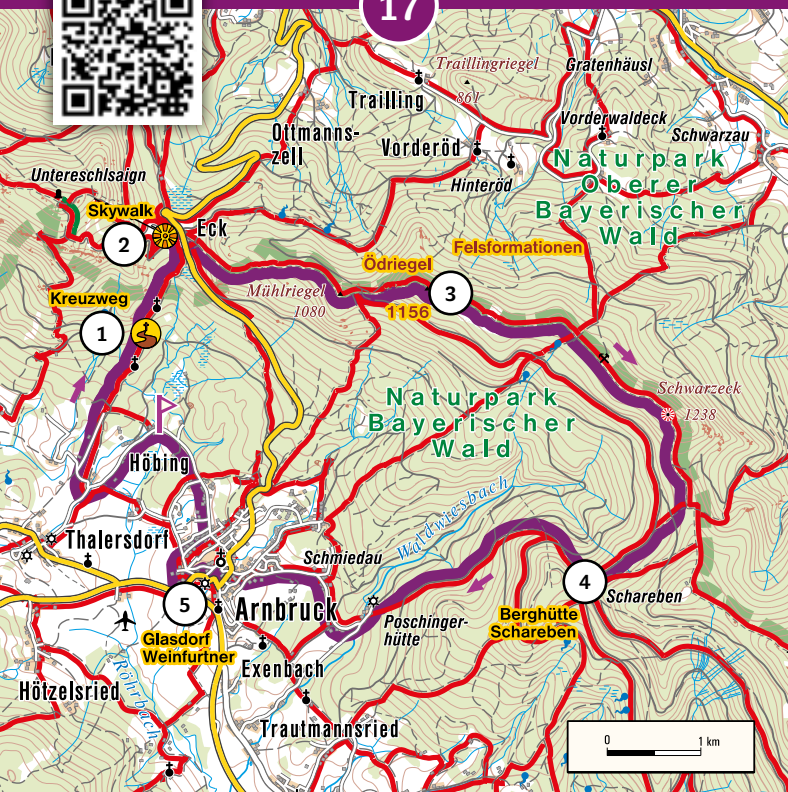 17
Traillingriegel
861
Trailling
Gratenhäusl
Ottmanns-
zell
Vorderöd
Hinteröd
Vorderwaldeck
Schwarzau
Naturpark
Oberer
Bayerischer
Wald
Untereschlsaign
Skywalk
2
Eck
Felsformationen
Ödriegel
3
1156
Mühlriegel
1080
Kreuzweg
1
Schwarzeck
1238
Naturpark
Bayerischer
Wald
Höbing
Waldwiesbach
Thalersdorf
Schmiedau
4
Schareben
Berghütte
Schareben
5
Arnbruck
Poschinger-
hütte
Glasdorf
Weinfurtner
Exenbach
Hötzelsried
Röhrbach
Trautmannsried
0
1 km